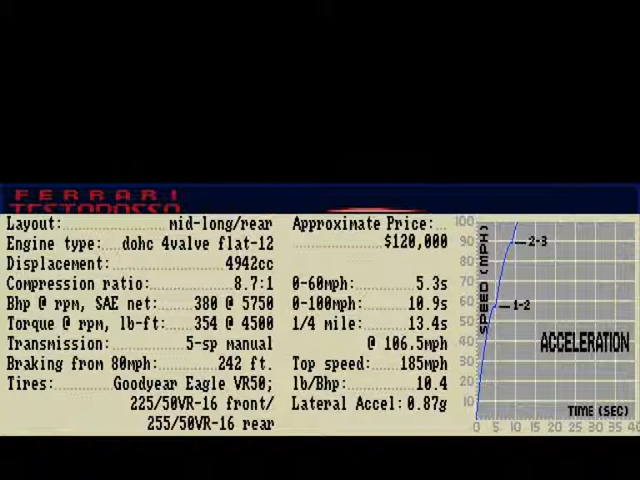 FERRARI
TESTAROSSA
Layout: mid-long/rear
Engine type: dohc 4valve flat-12
Displacement: 4942cc
Compression ratio: 8.7:1
Bhp @ rpm, SAE net: 380 @ 5750
Torque @ rpm, lb-ft: 354 @ 4500
Transmission: 5-sp manual
Braking from 80mph: 242 ft.
Tires: Goodyear Eagle VR50;
225/50VR-16 front/
255/50VR-16 rear
Approximate Price:
$120,000
0-60mph: 5.3s
0-100mph: 10.9s
1/4 mile: 13.4s
@ 106.5mph
Top speed: 185mph
lb/Bhp: 10.4
Lateral Accel: 0.87g
SPEED (MPH)
100
90
80
70
60
50
40
30
20
10
2-3
1-2
ACCELERATION
TIME (SEC)
0 5 10 15 20 25 30 35 40